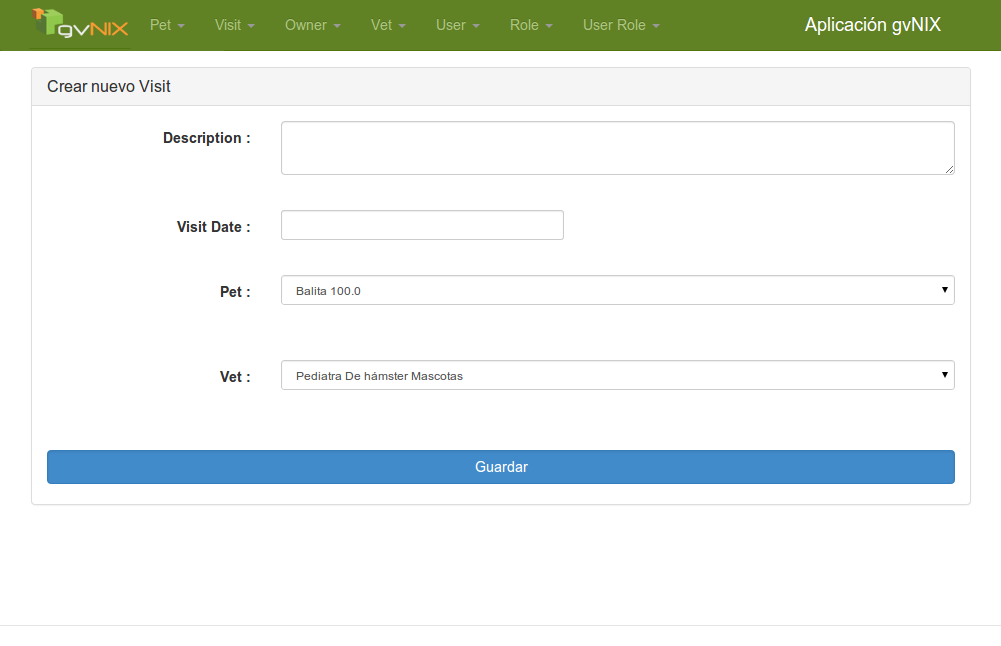 gvNIX Pet Visit Owner Vet User Role User Role Aplicación gvNIX
Crear nuevo Visit
Description :
Visit Date :
Pet : Balita 100.0
Vet : Pediatra De hámster Mascotas
Guardar